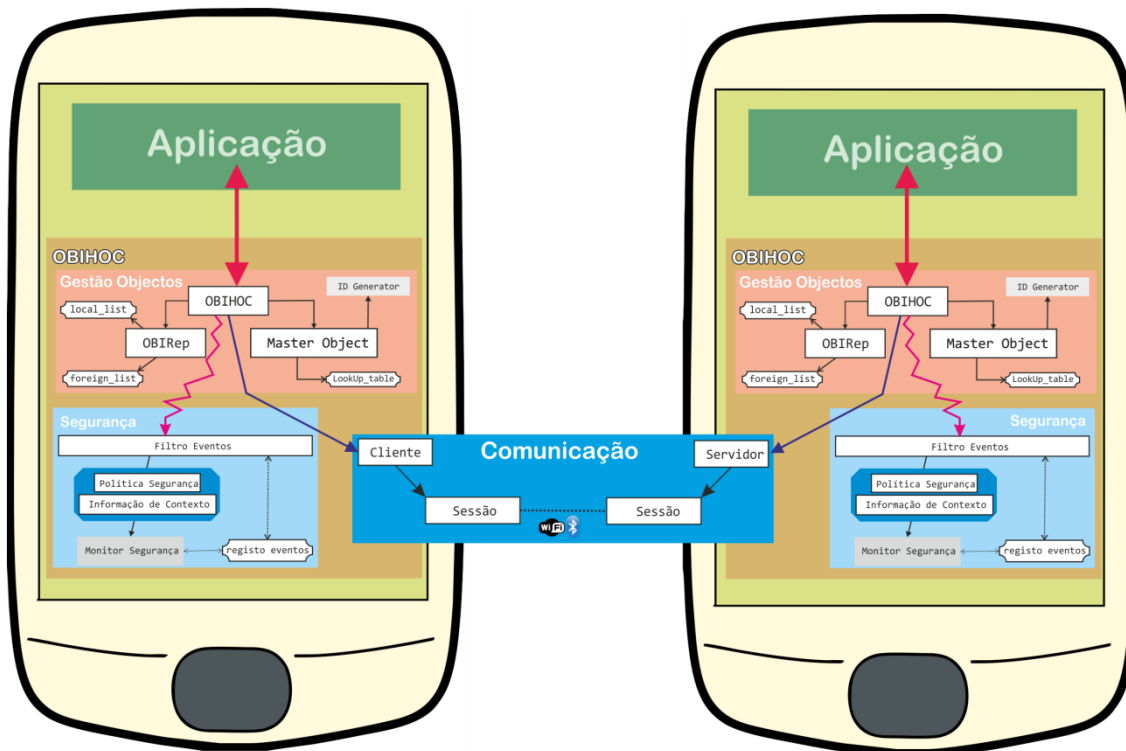 Aplicação
OBIHOC
Gestão Objectos
ID Generator
OBIHOC
local_list
OBIRep
Master Object
foreign_list
LookUp_table
Segurança
Filtro Eventos
Política Segurança
Informação de Contexto
Monitor Segurança
registo eventos
Comunicação
Cliente
Servidor
Sessão
Sessão
WiFi
Aplicação
OBIHOC
Gestão Objectos
ID Generator
OBIHOC
local_list
OBIRep
Master Object
foreign_list
LookUp_table
Segurança
Filtro Eventos
Política Segurança
Informação de Contexto
Monitor Segurança
registo eventos